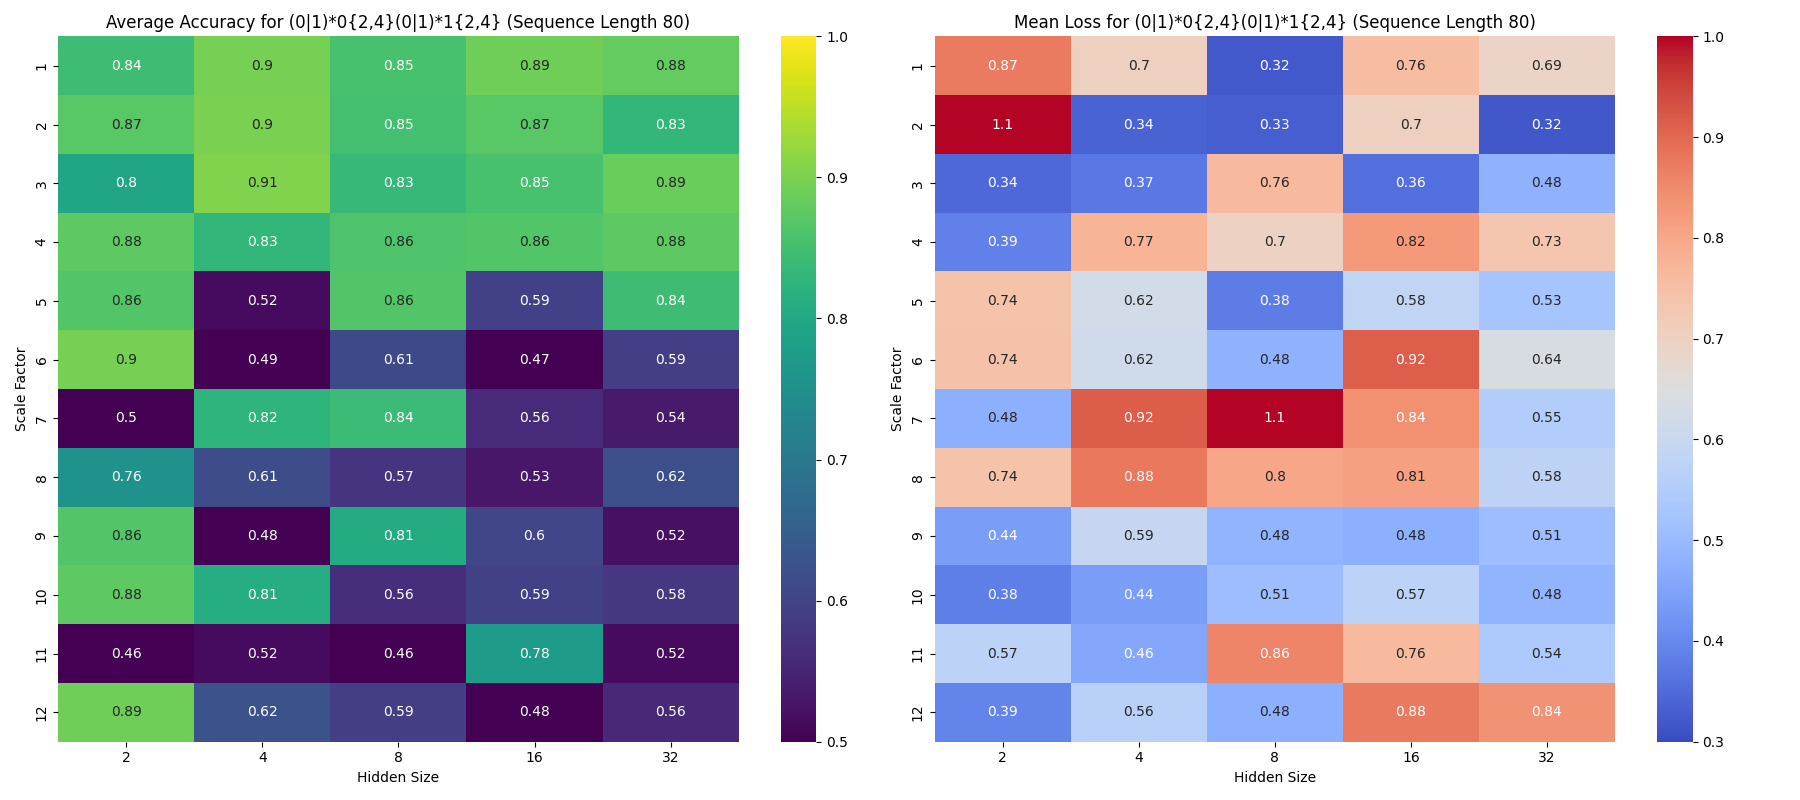 Average Accuracy for (0|1)*0{2,4}(0|1)*1{2,4} (Sequence Length 80)
1 0.84 0.9 0.85 0.89 0.88
2 0.87 0.9 0.85 0.87 0.83
3 0.8 0.91 0.83 0.85 0.89
4 0.88 0.83 0.86 0.86 0.88
5 0.86 0.52 0.86 0.59 0.84
6 0.9 0.49 0.61 0.47 0.59
7 0.5 0.82 0.84 0.56 0.54
8 0.76 0.61 0.57 0.53 0.62
9 0.86 0.48 0.81 0.6 0.52
10 0.88 0.81 0.56 0.59 0.58
11 0.46 0.52 0.46 0.78 0.52
12 0.89 0.62 0.59 0.48 0.56
2 4 8 16 32
Hidden Size
Scale Factor
1.0
0.9
0.8
0.7
0.6
0.5
Mean Loss for (0|1)*0{2,4}(0|1)*1{2,4} (Sequence Length 80)
1 0.87 0.7 0.32 0.76 0.69
2 1.1 0.34 0.33 0.7 0.32
3 0.34 0.37 0.76 0.36 0.48
4 0.39 0.77 0.7 0.82 0.73
5 0.74 0.62 0.38 0.58 0.53
6 0.74 0.62 0.48 0.92 0.64
7 0.48 0.92 1.1 0.84 0.55
8 0.74 0.88 0.8 0.81 0.58
9 0.44 0.59 0.48 0.48 0.51
10 0.38 0.44 0.51 0.57 0.48
11 0.57 0.46 0.86 0.76 0.54
12 0.39 0.56 0.48 0.88 0.84
2 4 8 16 32
Hidden Size
Scale Factor
1.0
0.9
0.8
0.7
0.6
0.5
0.4
0.3